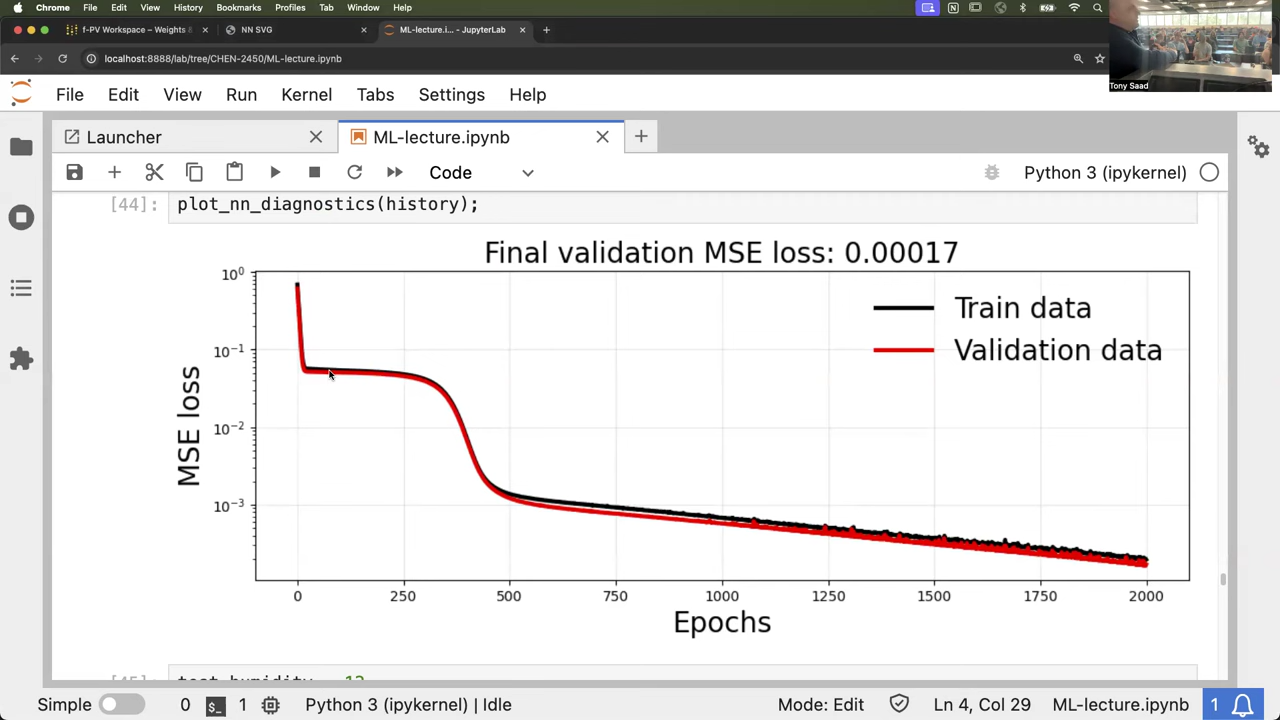 Chrome File Edit View History Bookmarks Profiles Tab Window Help
f-PV Workspace – Weights &
NN SVG
ML-lecture.i... - JupyterLab
localhost:8888/lab/tree/CHEN-2450/ML-lecture.ipynb
Tony Saad
File Edit View Run Kernel Tabs Settings Help
Launcher
ML-lecture.ipynb
Code
Python 3 (ipykernel)
[44]: plot_nn_diagnostics(history);
Final validation MSE loss: 0.00017
Train data
Validation data
MSE loss
10⁰
10⁻¹
10⁻²
10⁻³
0 250 500 750 1000 1250 1500 1750 2000
Epochs
Simple 0 $_ 1 Python 3 (ipykernel) | Idle Mode: Edit Ln 4, Col 29 ML-lecture.ipynb 1